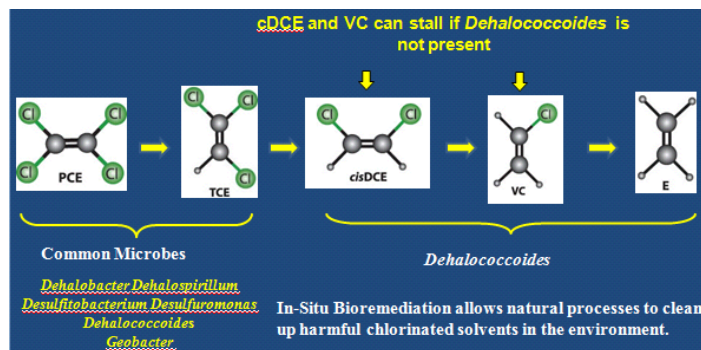 cDCE and VC can stall if Dehalococcoides is
not present
Cl Cl
Cl Cl
PCE
Cl Cl
Cl
TCE
Cl Cl
cisDCE
Cl
VC
E
Common Microbes
Dehalobacter Dehalospirillum
Desulfitobacterium Desulfuromonas
Dehalococcoides
Geobacter
Dehalococcoides
In-Situ Bioremediation allows natural processes to clean
up harmful chlorinated solvents in the environment.